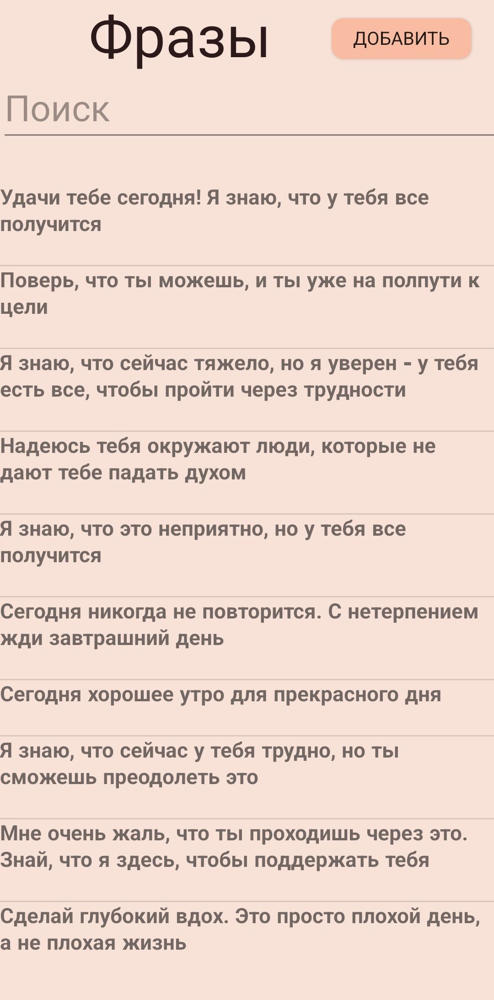 Фразы
ДОБАВИТЬ
Поиск
Удачи тебе сегодня! Я знаю, что у тебя все
получится
Поверь, что ты можешь, и ты уже на полпути к
цели
Я знаю, что сейчас тяжело, но я уверен - у тебя
есть все, чтобы пройти через трудности
Надеюсь тебя окружают люди, которые не
дают тебе падать духом
Я знаю, что это неприятно, но у тебя все
получится
Сегодня никогда не повторится. С нетерпением
жди завтрашний день
Сегодня хорошее утро для прекрасного дня
Я знаю, что сейчас у тебя трудно, но ты
сможешь преодолеть это
Мне очень жаль, что ты проходишь через это.
Знай, что я здесь, чтобы поддержать тебя
Сделай глубокий вдох. Это просто плохой день,
а не плохая жизнь